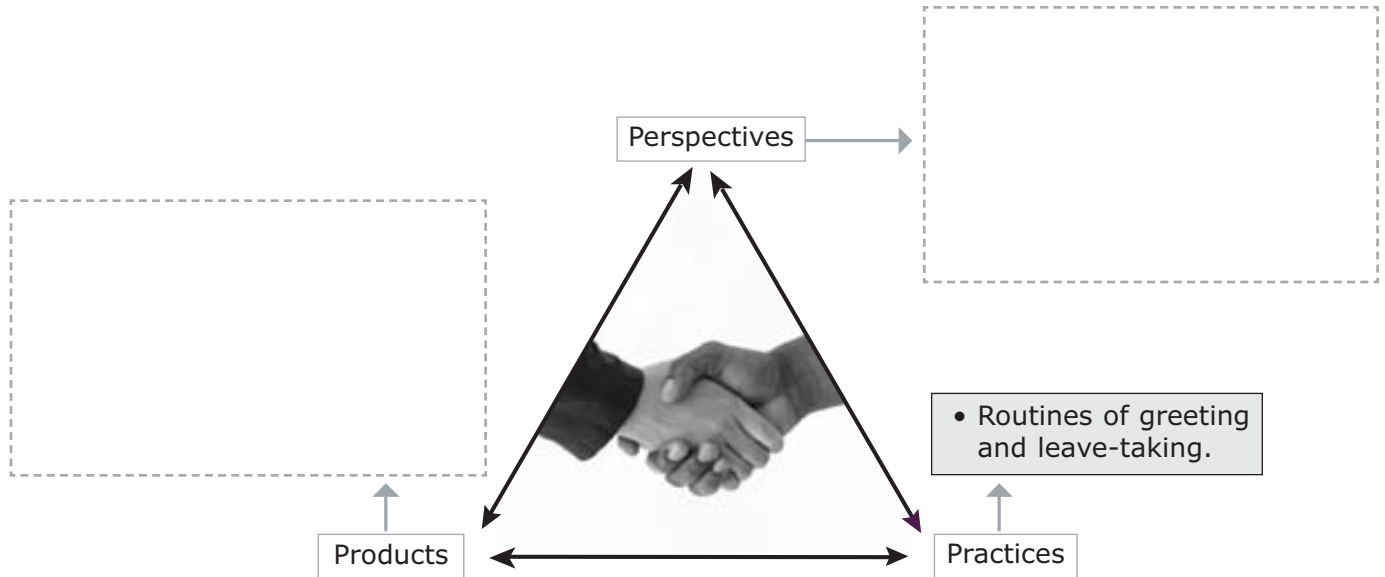 Perspectives
• Routines of greeting
and leave-taking.
Products
Practices